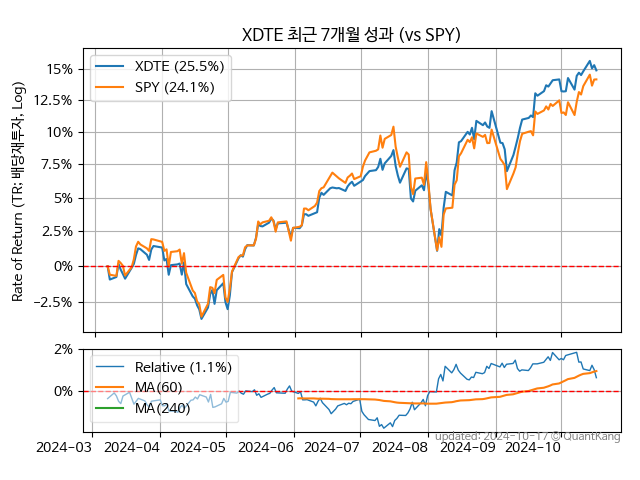 XDTE 최근 7개월 성과 (vs SPY)
Rate of Return (TR: 배당재투자, Log)
15%
12.5%
10%
7.5%
5%
2.5%
0%
−2.5%
XDTE (25.5%)
SPY (24.1%)
2%
0%
Relative (1.1%)
MA(60)
MA(240)
updated: 2024-10-17 © QuantKang
2024-03 2024-04 2024-05 2024-06 2024-07 2024-08 2024-09 2024-10